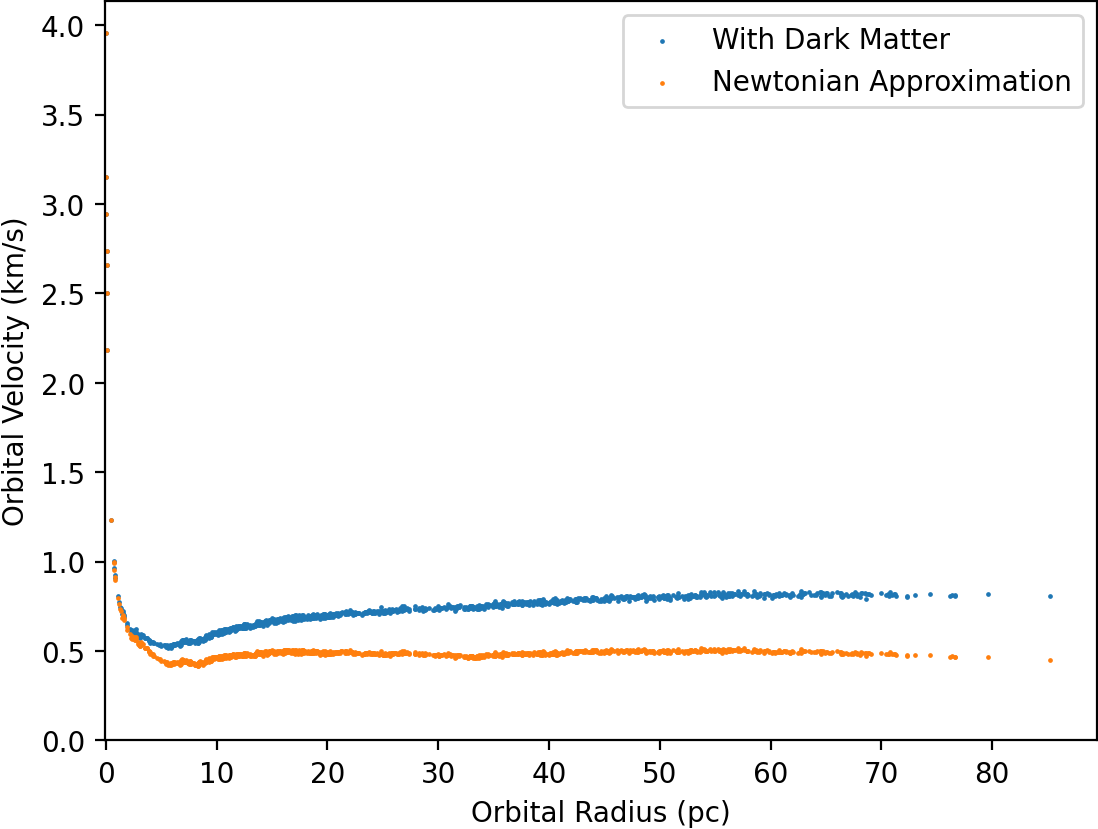 4.0
3.5
3.0
2.5
2.0
1.5
1.0
0.5
0.0
Orbital Velocity (km/s)
With Dark Matter
Newtonian Approximation
0 10 20 30 40 50 60 70 80
Orbital Radius (pc)